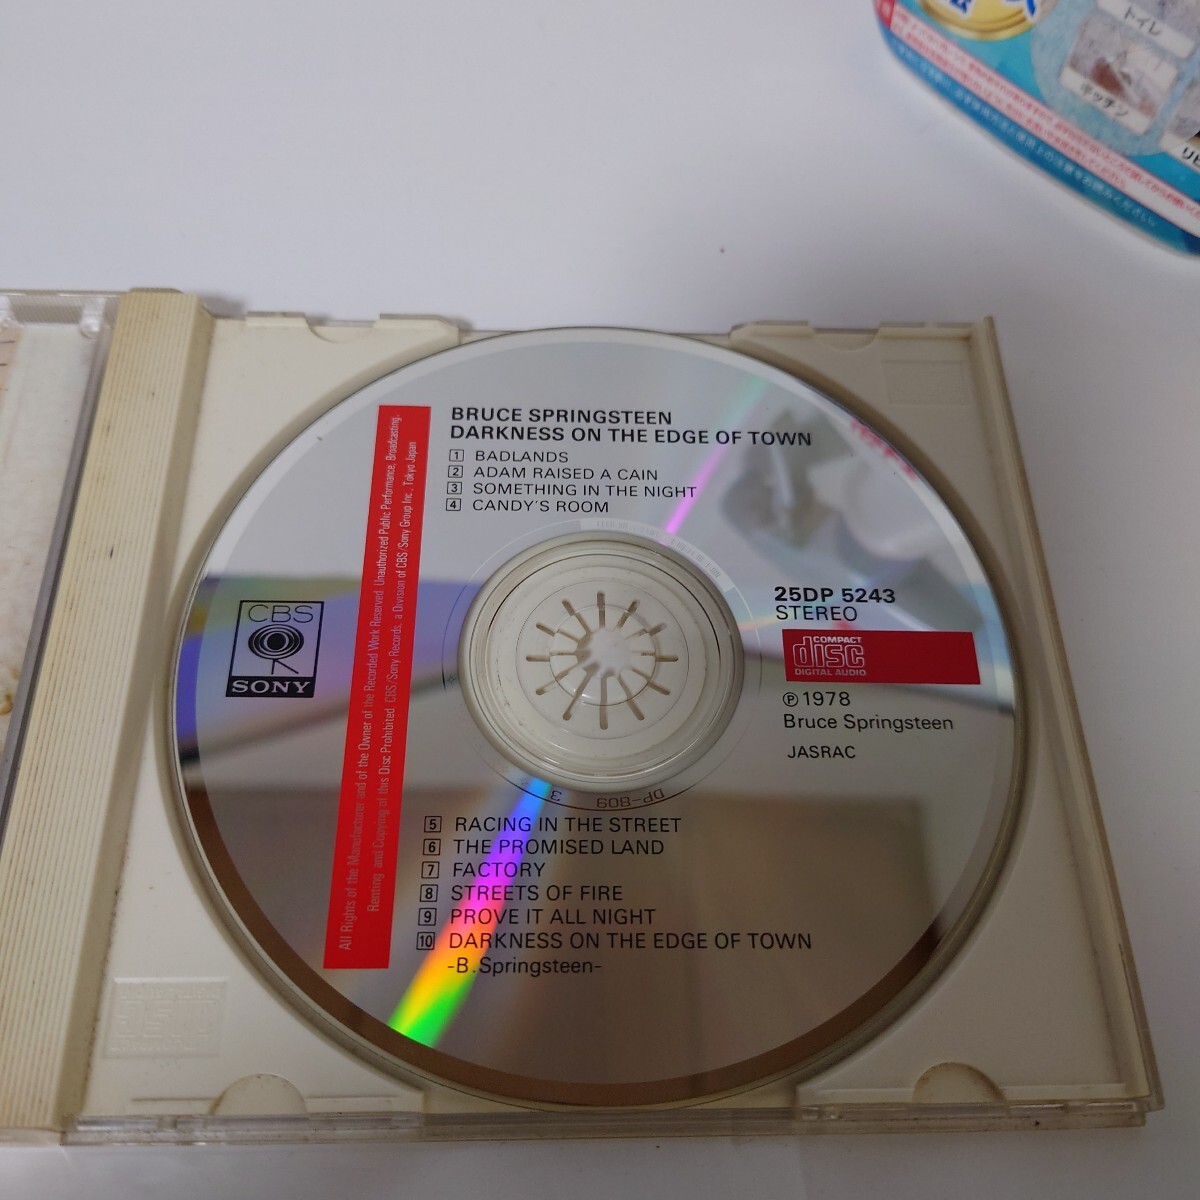 BRUCE SPRINGSTEEN
DARKNESS ON THE EDGE OF TOWN
1 BADLANDS
2 ADAM RAISED A CAIN
3 SOMETHING IN THE NIGHT
4 CANDY'S ROOM
CBS
SONY
25DP 5243
STEREO
COMPACT
disc
DIGITAL AUDIO
Ⓟ 1978
Bruce Springsteen
JASRAC
DP-809 3
5 RACING IN THE STREET
6 THE PROMISED LAND
7 FACTORY
8 STREETS OF FIRE
9 PROVE IT ALL NIGHT
10 DARKNESS ON THE EDGE OF TOWN
-B.Springsteen-
All Rights of the Manufacturer and of the Owner of the Recorded Work Reserved. Unauthorized Public Performance, Broadcasting,
Renting and Copying of this Disc Prohibited. CBS/Sony Records, a Division of CBS/Sony Group Inc., Tokyo Japan
トイレ
キッチン
リビ